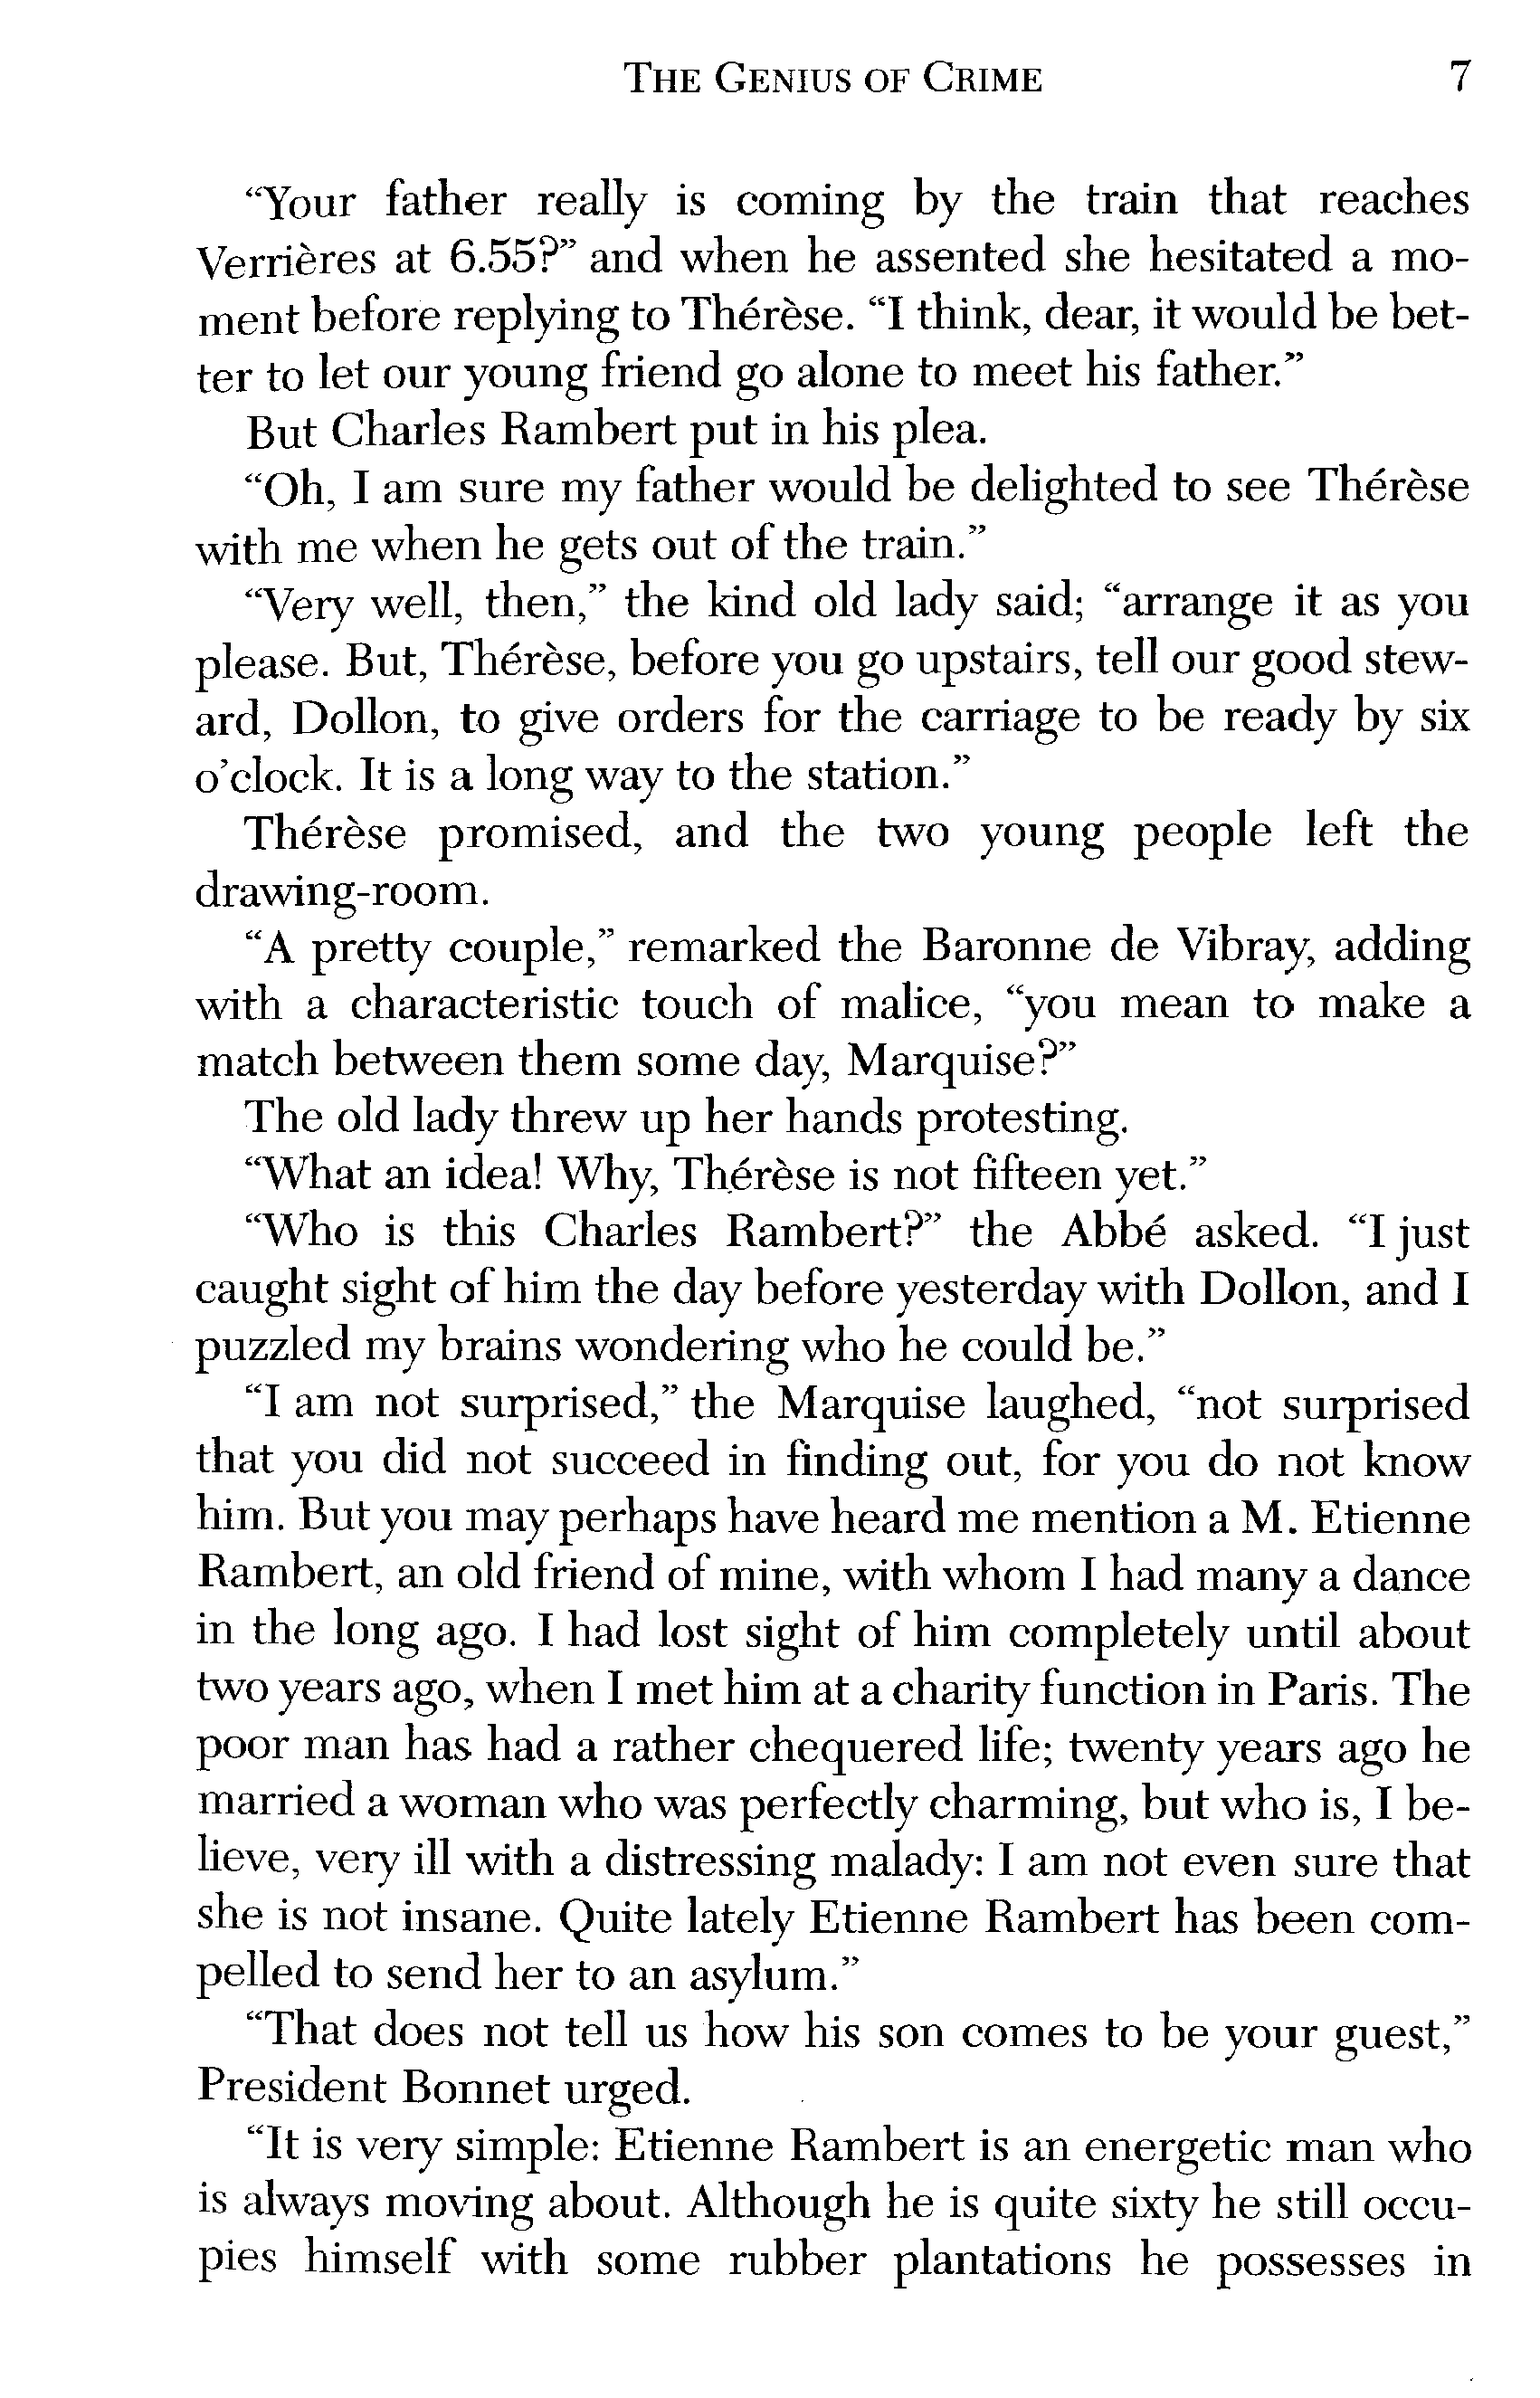 THE GENIUS OF CRIME 7
“Your father really is coming by the train that reaches
Verrières at 6.55?” and when he assented she hesitated a mo-
ment before replying to Thérèse. “I think, dear, it would be bet-
ter to let our young friend go alone to meet his father.”
But Charles Rambert put in his plea.
“Oh, I am sure my father would be delighted to see Thérèse
with me when he gets out of the train.”
“Very well, then,” the kind old lady said; “arrange it as you
please. But, Thérèse, before you go upstairs, tell our good stew-
ard, Dollon, to give orders for the carriage to be ready by six
o’clock. It is a long way to the station.”
Thérèse promised, and the two young people left the
drawing-room.
“A pretty couple,” remarked the Baronne de Vibray, adding
with a characteristic touch of malice, “you mean to make a
match between them some day, Marquise?”
The old lady threw up her hands protesting.
“What an idea! Why, Thérèse is not fifteen yet.”
“Who is this Charles Rambert?” the Abbé asked. “I just
caught sight of him the day before yesterday with Dollon, and I
puzzled my brains wondering who he could be.”
“I am not surprised,” the Marquise laughed, “not surprised
that you did not succeed in finding out, for you do not know
him. But you may perhaps have heard me mention a M. Etienne
Rambert, an old friend of mine, with whom I had many a dance
in the long ago. I had lost sight of him completely until about
two years ago, when I met him at a charity function in Paris. The
poor man has had a rather chequered life; twenty years ago he
married a woman who was perfectly charming, but who is, I be-
lieve, very ill with a distressing malady: I am not even sure that
she is not insane. Quite lately Etienne Rambert has been com-
pelled to send her to an asylum.”
“That does not tell us how his son comes to be your guest,”
President Bonnet urged.
“It is very simple: Etienne Rambert is an energetic man who
is always moving about. Although he is quite sixty he still occu-
pies himself with some rubber plantations he possesses in